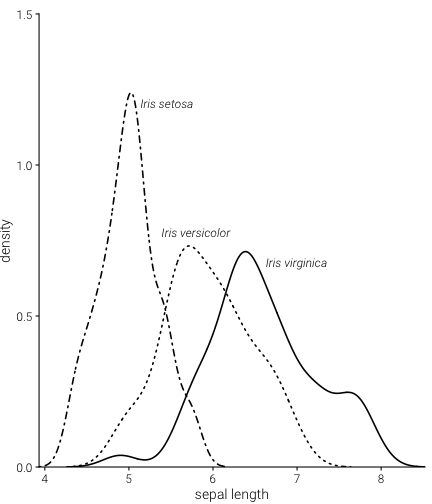 1.5
Iris setosa
1.0
Iris versicolor
density
Iris virginica
0.5
0.0
4 5 6 7 8
sepal length